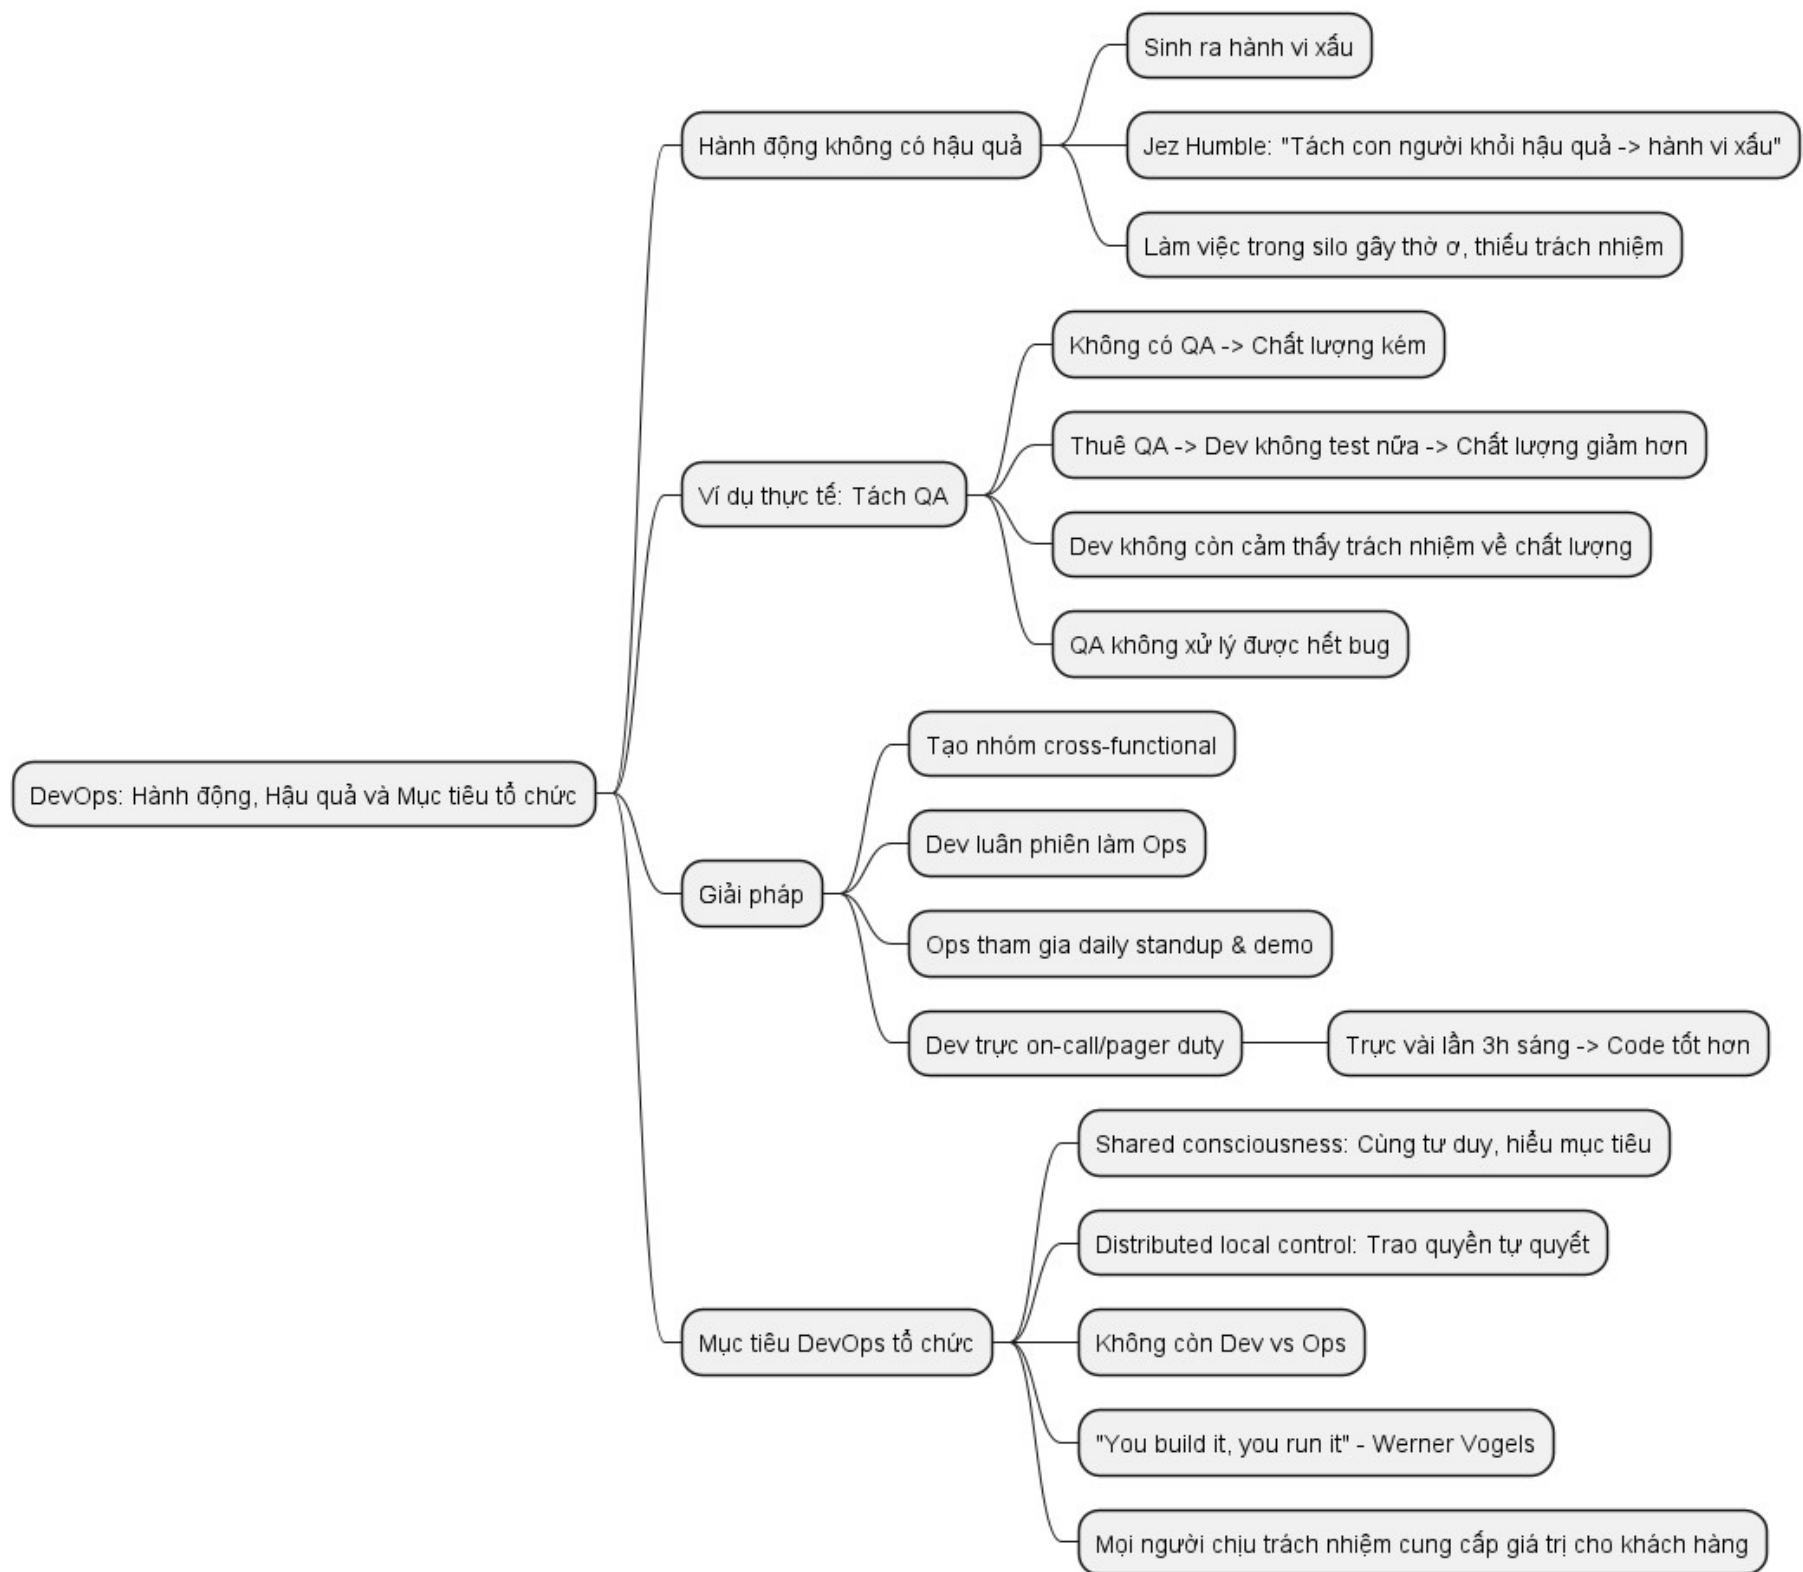 DevOps: Hành động, Hậu quả và Mục tiêu tổ chức
Hành động không có hậu quả
Sinh ra hành vi xấu
Jez Humble: "Tách con người khỏi hậu quả -> hành vi xấu"
Làm việc trong silo gây thờ ơ, thiếu trách nhiệm
Ví dụ thực tế: Tách QA
Không có QA -> Chất lượng kém
Thuê QA -> Dev không test nữa -> Chất lượng giảm hơn
Dev không còn cảm thấy trách nhiệm về chất lượng
QA không xử lý được hết bug
Giải pháp
Tạo nhóm cross-functional
Dev luân phiên làm Ops
Ops tham gia daily standup & demo
Dev trực on-call/pager duty
Trực vài lần 3h sáng -> Code tốt hơn
Mục tiêu DevOps tổ chức
Shared consciousness: Cùng tư duy, hiểu mục tiêu
Distributed local control: Trao quyền tự quyết
Không còn Dev vs Ops
"You build it, you run it" - Werner Vogels
Mọi người chịu trách nhiệm cung cấp giá trị cho khách hàng